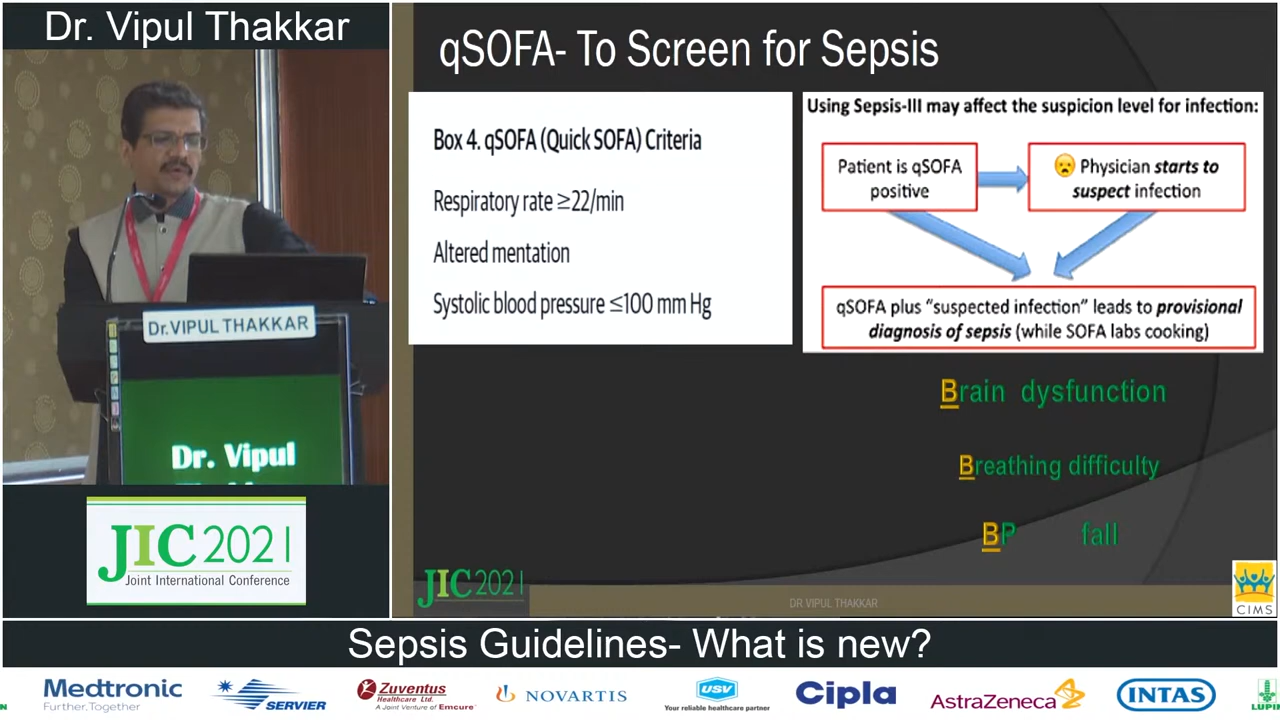 Dr. Vipul Thakkar
qSOFA- To Screen for Sepsis
Box 4. qSOFA (Quick SOFA) Criteria
Respiratory rate ≥22/min
Altered mentation
Systolic blood pressure ≤100 mm Hg
Using Sepsis-III may affect the suspicion level for infection:
Patient is qSOFA
positive
Physician starts to
suspect infection
qSOFA plus “suspected infection” leads to provisional
diagnosis of sepsis (while SOFA labs cooking)
Brain dysfunction
Breathing difficulty
BP fall
Dr.VIPUL THAKKAR
Dr. Vipul
JIC 2021
Joint International Conference
JIC 2021
DR VIPUL THAKKAR
CIMS
Sepsis Guidelines- What is new?
N
Medtronic
Further, Together
SERVIER
Zuventus
Healthcare Ltd.
A Joint Venture of Emcure
NOVARTIS
USV
Your reliable healthcare partner
Cipla
AstraZeneca
INTAS
LUPIN